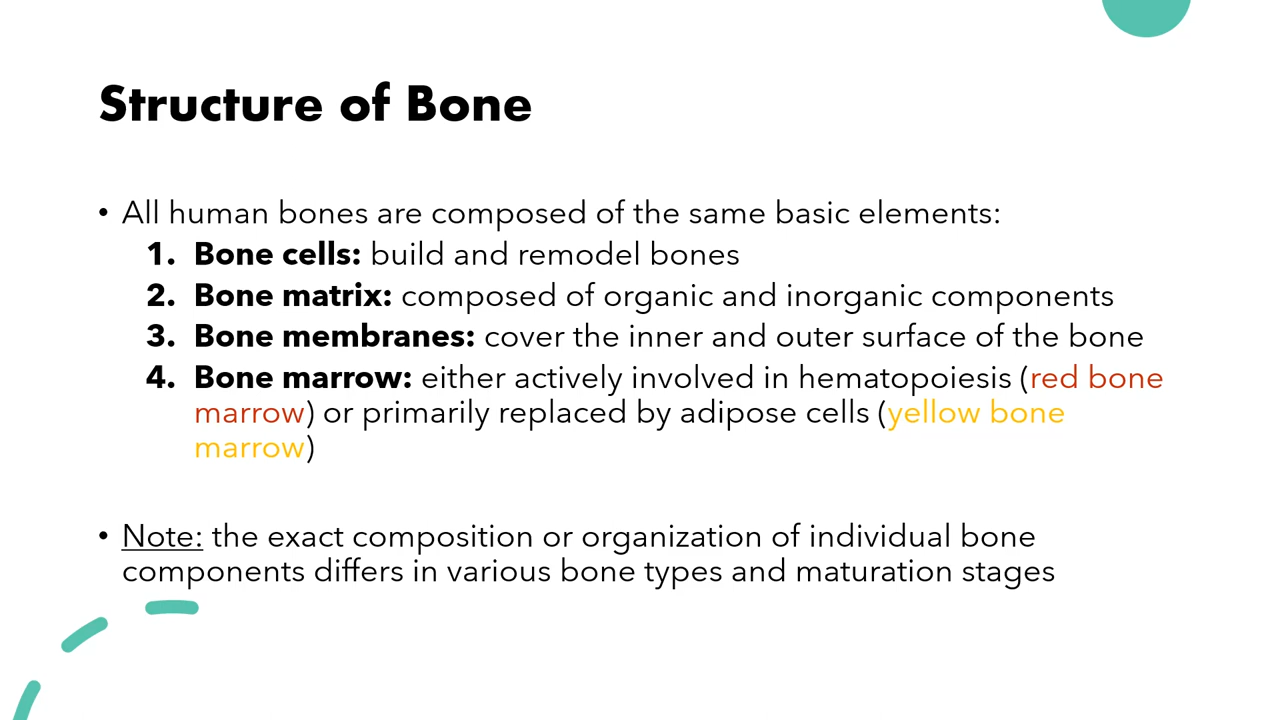 Structure of Bone
• All human bones are composed of the same basic elements:
1. Bone cells: build and remodel bones
2. Bone matrix: composed of organic and inorganic components
3. Bone membranes: cover the inner and outer surface of the bone
4. Bone marrow: either actively involved in hematopoiesis (red bone
marrow) or primarily replaced by adipose cells (yellow bone
marrow)
• Note: the exact composition or organization of individual bone
components differs in various bone types and maturation stages